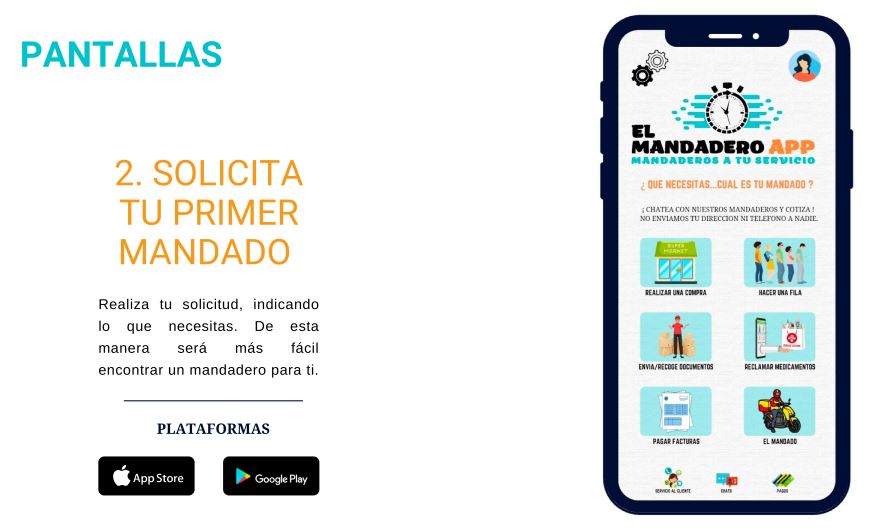 PANTALLAS
2. SOLICITA
TU PRIMER
MANDADO
Realiza tu solicitud, indicando
lo que necesitas. De esta
manera será más fácil
encontrar un mandadero para ti.
PLATAFORMAS
App Store
Google Play
EL
MANDADERO APP
MANDADEROS A TU SERVICIO
¿ QUE NECESITAS...CUAL ES TU MANDADO ?
¡ CHATEA CON NUESTROS MANDADEROS Y COTIZA !
NO ENVIAMOS TU DIRECCION NI TELEFONO A NADIE.
SUPER
MARKET
REALIZAR UNA COMPRA
HACER UNA FILA
ENVIA/RECOGE DOCUMENTOS
RECLAMAR MEDICAMENTOS
PAGAR FACTURAS
EL MANDADO
SERVICIO AL CLIENTE
CHATS
PAGOS